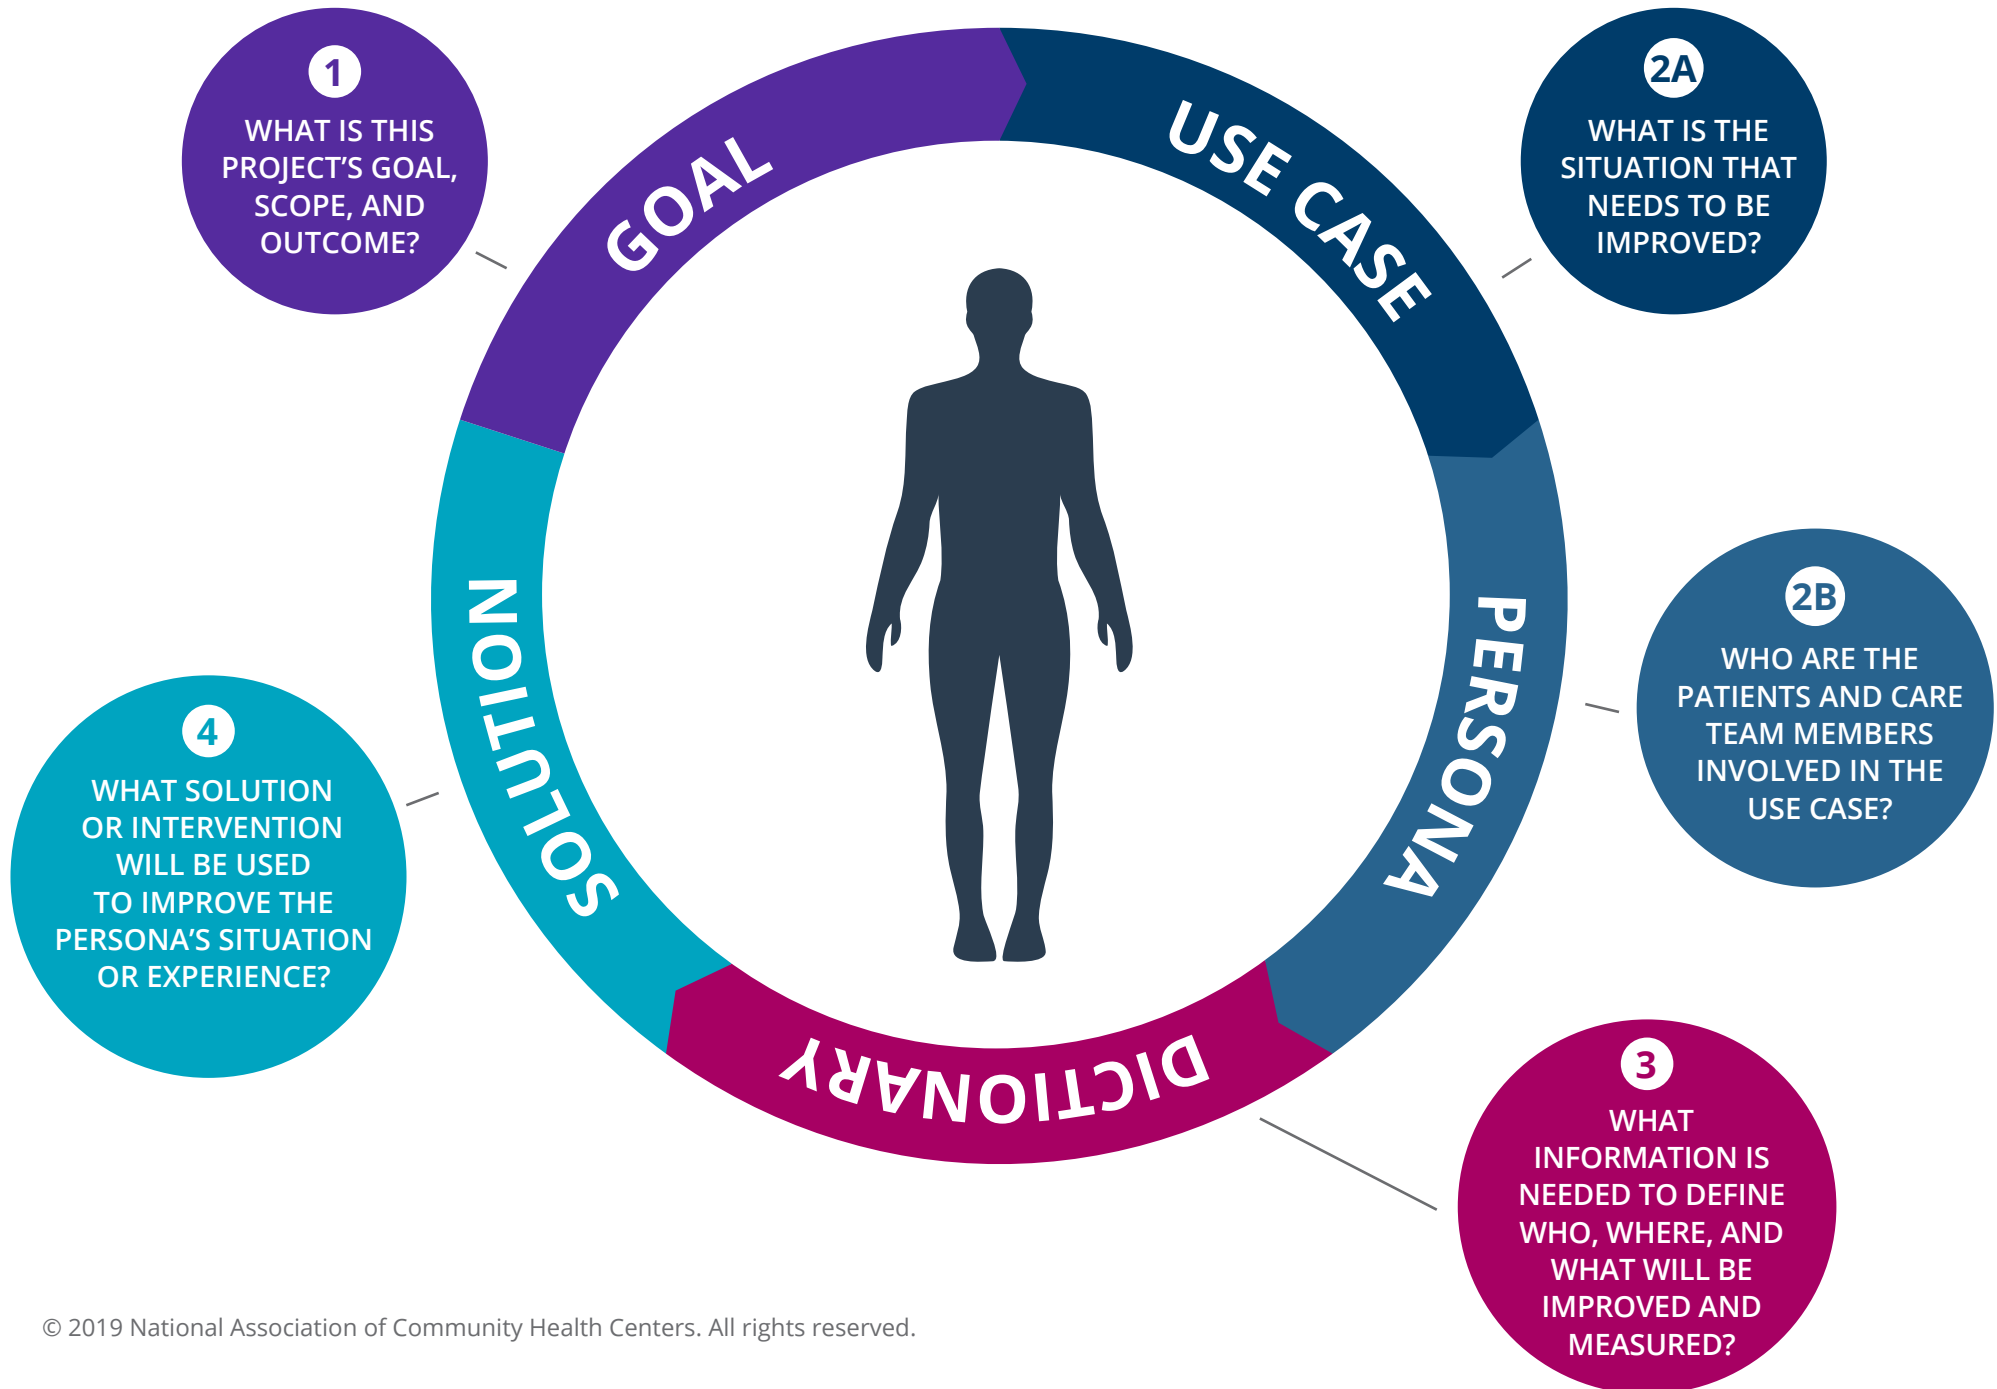 1
WHAT IS THIS
PROJECT’S GOAL,
SCOPE, AND
OUTCOME?
GOAL
USE CASE
2A
WHAT IS THE
SITUATION THAT
NEEDS TO BE
IMPROVED?
PERSONA
2B
WHO ARE THE
PATIENTS AND CARE
TEAM MEMBERS
INVOLVED IN THE
USE CASE?
DICTIONARY
3
WHAT
INFORMATION IS
NEEDED TO DEFINE
WHO, WHERE, AND
WHAT WILL BE
IMPROVED AND
MEASURED?
SOLUTION
4
WHAT SOLUTION
OR INTERVENTION
WILL BE USED
TO IMPROVE THE
PERSONA’S SITUATION
OR EXPERIENCE?
© 2019 National Association of Community Health Centers. All rights reserved.